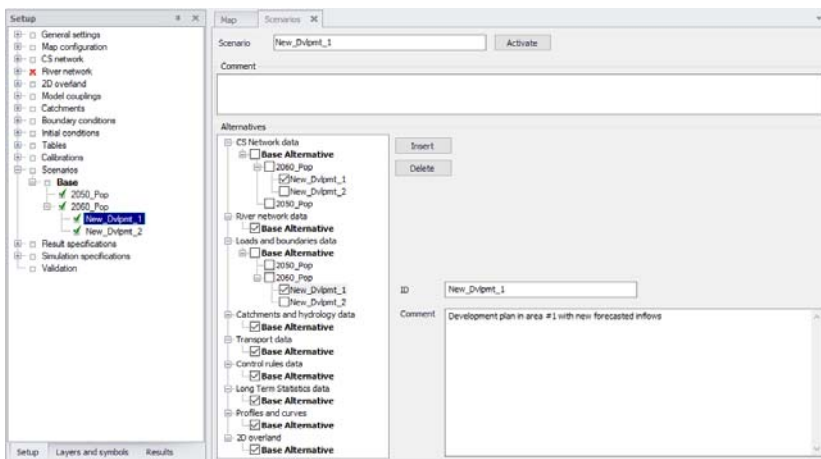 Setup
General settings
Map configuration
CS network
River network
2D overland
Model couplings
Catchments
Boundary conditions
Initial conditions
Tables
Calibrations
Scenarios
Base
2050_Pop
2060_Pop
New_Dvlpmt_1
New_Dvlpmt_2
Result specifications
Simulation specifications
Validation
Setup Layers and symbols Results
Map Scenarios
Scenario New_Dvlpmt_1 Activate
Comment
Alternatives
CS Network data
Base Alternative
2060_Pop
New_Dvlpmt_1
New_Dvlpmt_2
2050_Pop
River network data
Base Alternative
Loads and boundaries data
Base Alternative
2050_Pop
2060_Pop
New_Dvlpmt_1
New_Dvlpmt_2
Catchments and hydrology data
Base Alternative
Transport data
Base Alternative
Control rules data
Base Alternative
Long Term Statistics data
Base Alternative
Profiles and curves
Base Alternative
2D overland
Base Alternative
Insert
Delete
ID New_Dvlpmt_1
Comment Development plan in area #1 with new forecasted inflows